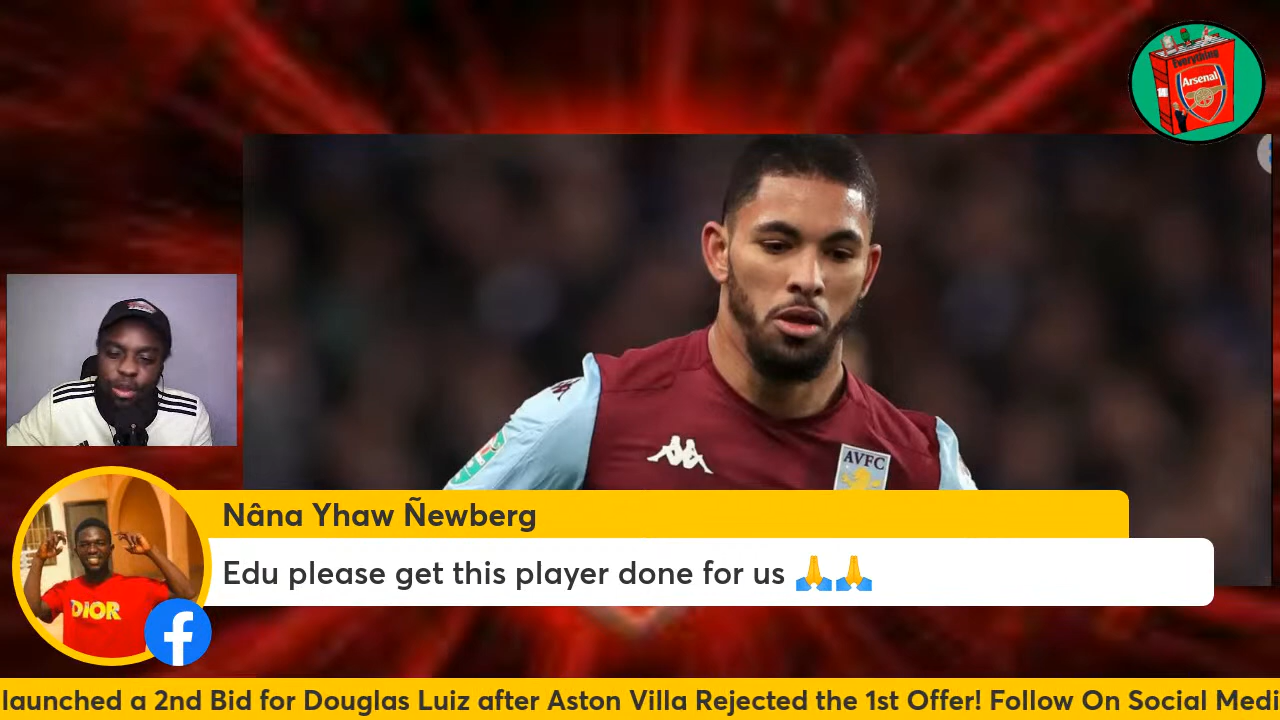 Everything
Arsenal
AVFC
Nâna Yhaw Ñewberg
Edu please get this player done for us 🙏🙏
DIOR
launched a 2nd Bid for Douglas Luiz after Aston Villa Rejected the 1st Offer! Follow On Social Medi